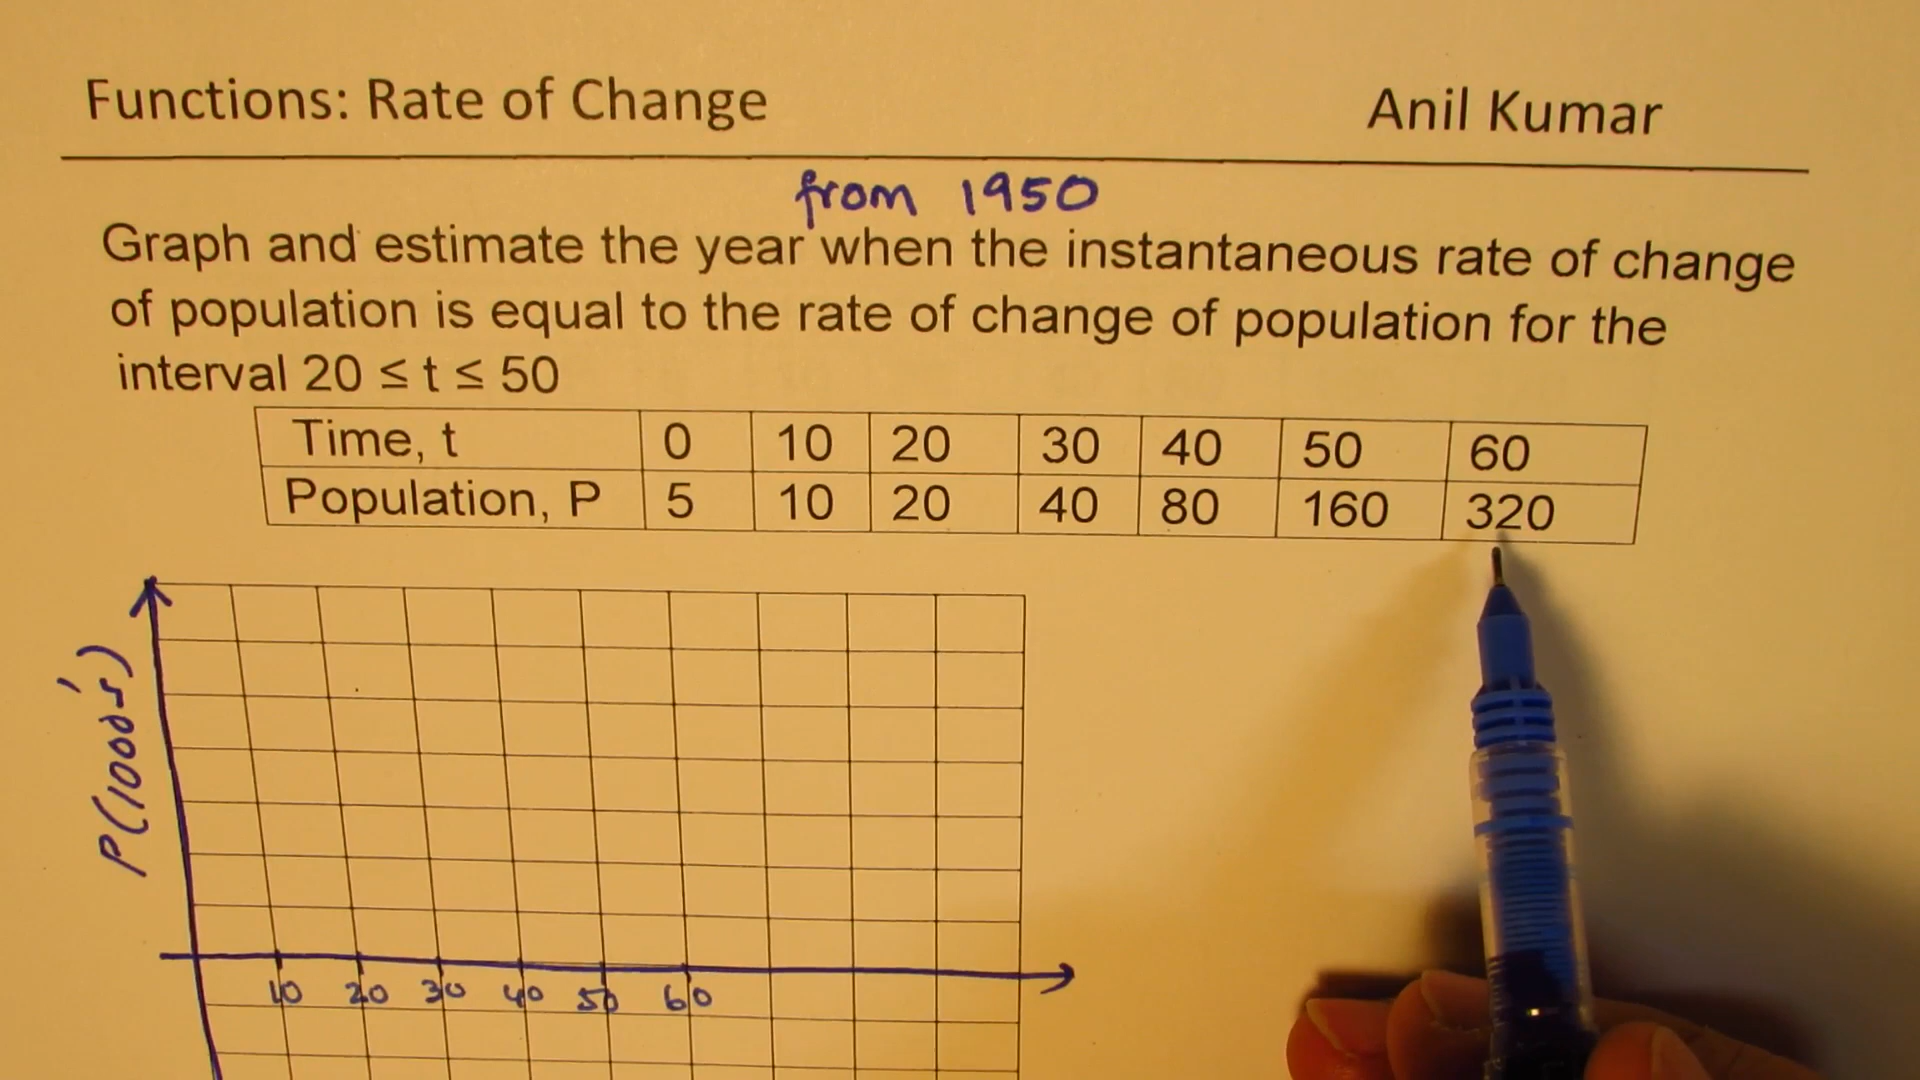 Functions: Rate of Change Anil Kumar
from 1950
Graph and estimate the year when the instantaneous rate of change
of population is equal to the rate of change of population for the
interval 20 ≤ t ≤ 50
Time, t 0 10 20 30 40 50 60
Population, P 5 10 20 40 80 160 320
P(1000's)
10 20 30 40 50 60